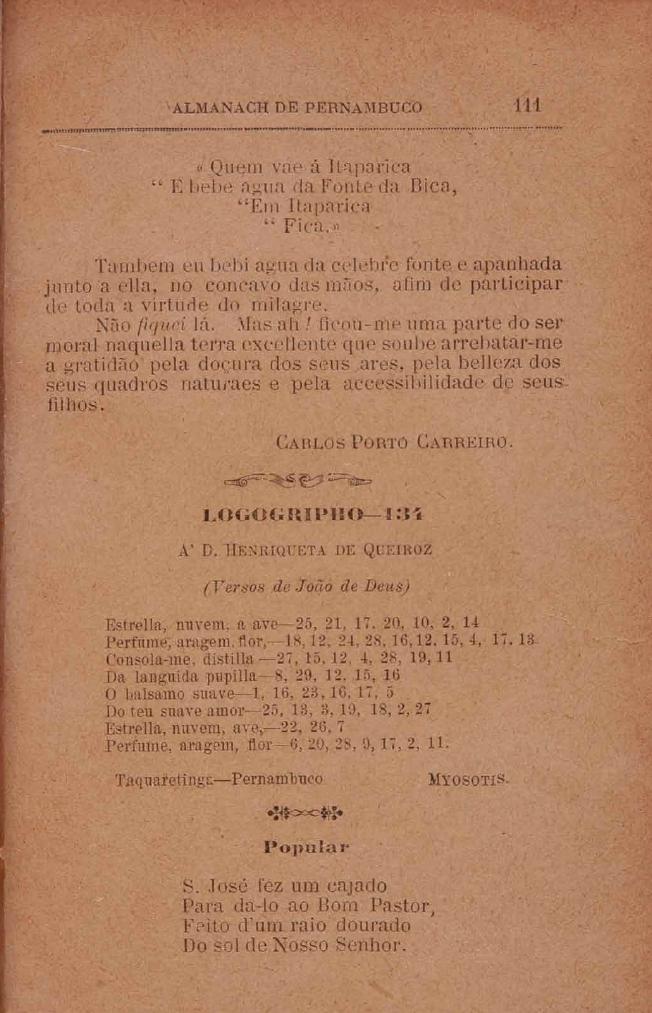 ALMANACH DE PERNAMBUCO 111
« Quem vae á Itaparica
“ E bebe agua da Fonte da Bica,
“Em Itaparica
“ Fica.»
Tambem eu bebi agua da celebre fonte e apanhada
junto a ella, no concavo das mãos, afim de participar
de toda a virtude do milagre.
Não fiquei lá. Mas ah ! ficou-me uma parte do ser
moral naquella terra excellente que soube arrebatar-me
a gratidão pela doçura dos seus ares, pela belleza dos
seus quadros naturaes e pela accessibilidade de seus
filhos.
CARLOS PORTO CARREIRO.
LOGOGRIPHO—134
A' D. HENRIQUETA DE QUEIROZ
(Versos de João de Deus)
Estrella, nuvem, a ave—25, 21, 17, 20, 10, 2, 14
Perfume, aragem, flor,—18, 12, 24, 28, 16, 12, 15, 4, 17, 13
Consola-me, distilla—27, 15, 12, 4, 28, 19, 11
Da languida pupilla—8, 29, 12, 15, 16
O balsamo suave—1, 16, 23, 16, 17, 5
Do teu suave amor—25, 13, 3, 19, 18, 2, 27
Estrella, nuvem, ave,—22, 26, 7
Perfume, aragem, flor—6, 20, 28, 9, 17, 2, 11.
Taquaretinga—Pernambuco MYOSOTIS.
Popular
S. José fez um cajado
Para da-lo ao Bom Pastor,
Feito d'um raio dourado
Do sol de Nosso Senhor.